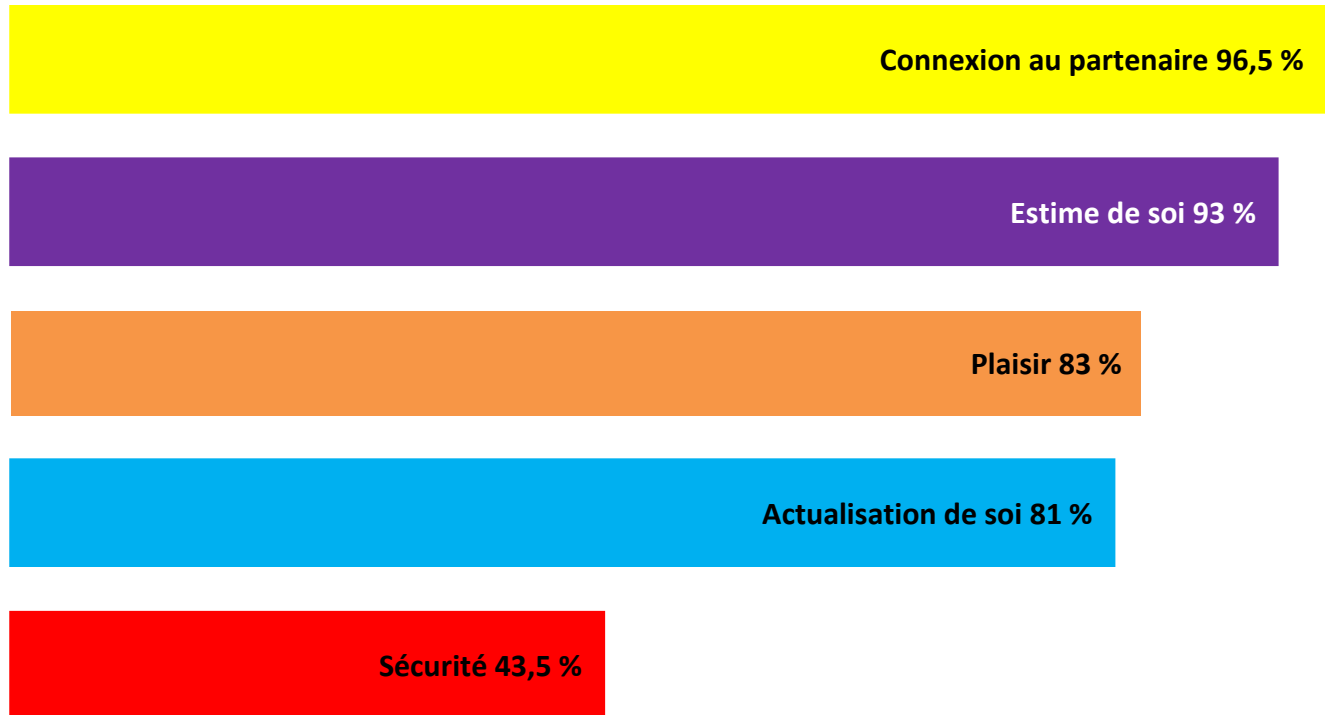 Connexion au partenaire 96,5 %
Estime de soi 93 %
Plaisir 83 %
Actualisation de soi 81 %
Sécurité 43,5 %